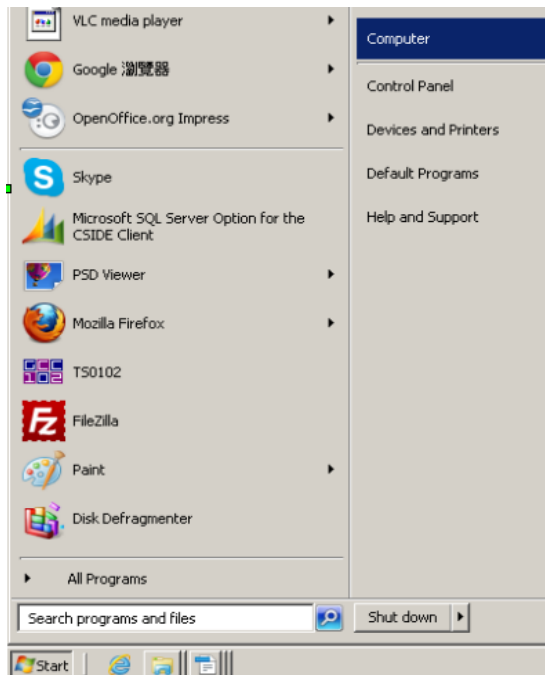 VLC media player
Google 瀏覽器
OpenOffice.org Impress
Skype
Microsoft SQL Server Option for the
CSIDE Client
PSD Viewer
Mozilla Firefox
TS0102
FileZilla
Paint
Disk Defragmenter
All Programs
Search programs and files
Computer
Control Panel
Devices and Printers
Default Programs
Help and Support
Shut down
Start